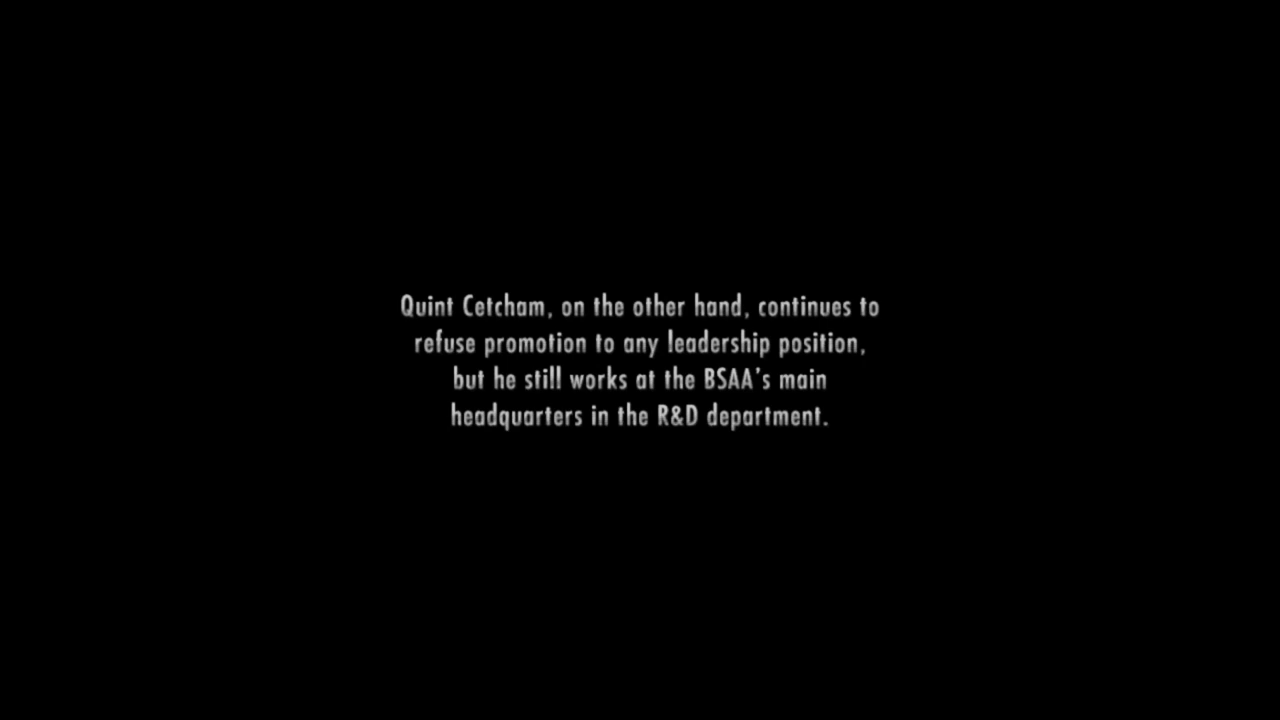 Quint Cetcham, on the other hand, continues to
refuse promotion to any leadership position,
but he still works at the BSAA's main
headquarters in the R&D department.